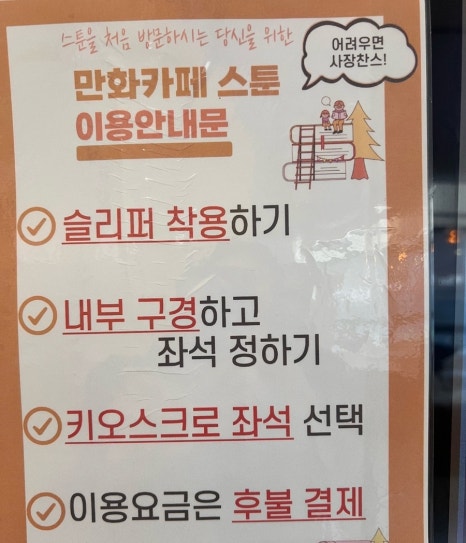 스툰을 처음 방문하시는 당신을 위한
어려우면
사장찬스!
만화카페 스툰
이용안내문
슬리퍼 착용하기
내부 구경하고
좌석 정하기
키오스크로 좌석 선택
이용요금은 후불 결제